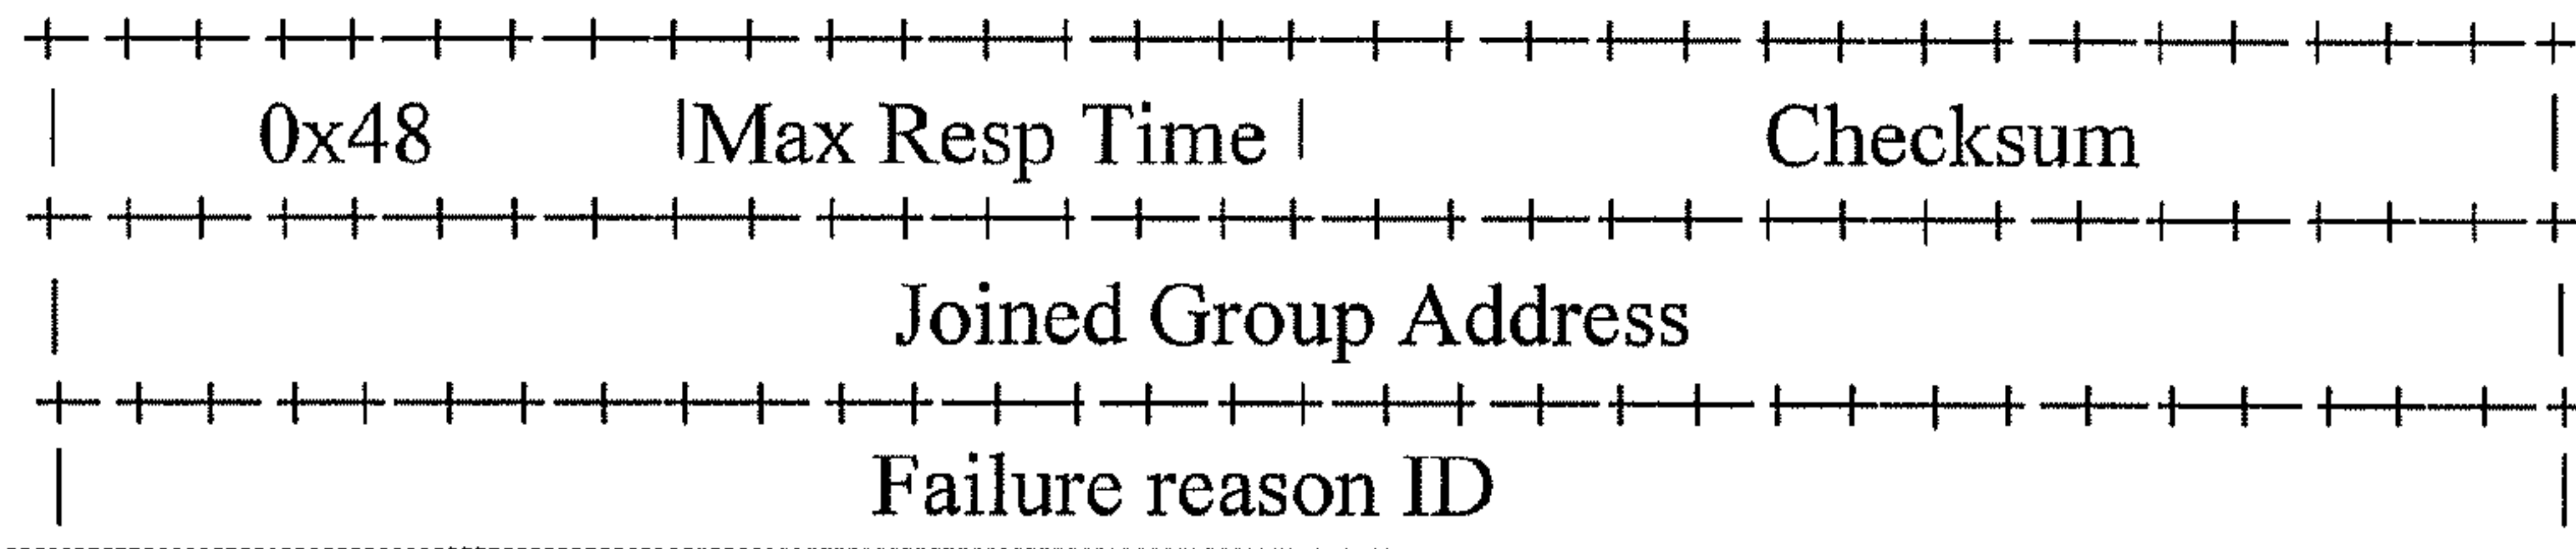 0x48 Max Resp Time Checksum
Joined Group Address
Failure reason ID